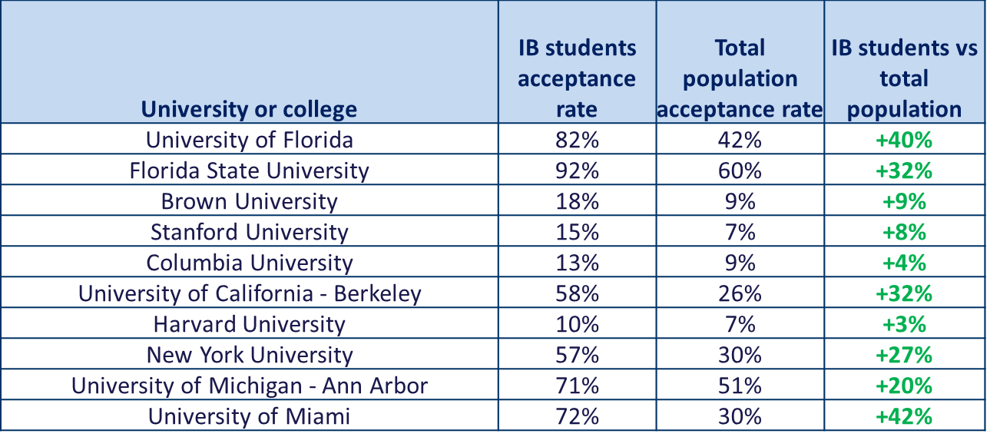 University or college IB students acceptance rate Total population acceptance rate IB students vs total population
University of Florida 82% 42% +40%
Florida State University 92% 60% +32%
Brown University 18% 9% +9%
Stanford University 15% 7% +8%
Columbia University 13% 9% +4%
University of California - Berkeley 58% 26% +32%
Harvard University 10% 7% +3%
New York University 57% 30% +27%
University of Michigan - Ann Arbor 71% 51% +20%
University of Miami 72% 30% +42%